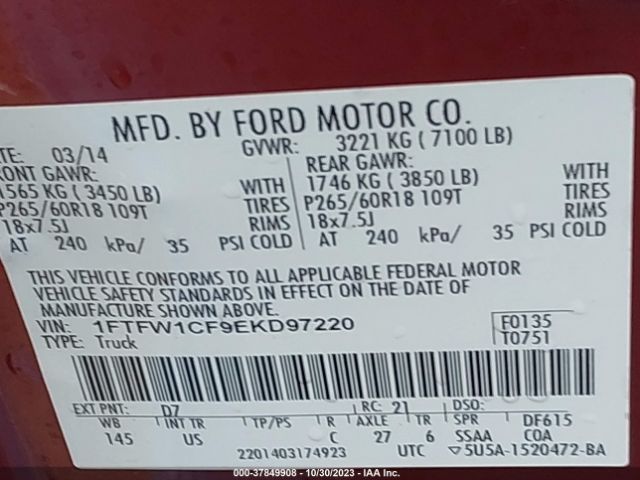 MFD. BY FORD MOTOR CO.
TE: 03/14 GVWR: 3221 KG ( 7100 LB)
ONT GAWR: REAR GAWR:
1565 KG ( 3450 LB) WITH 1746 KG ( 3850 LB) WITH
P265/60R18 109T TIRES P265/60R18 109T TIRES
18x7.5J RIMS 18x7.5J RIMS
AT 240 kPa/ 35 PSI COLD AT 240 kPa/ 35 PSI COLD
THIS VEHICLE CONFORMS TO ALL APPLICABLE FEDERAL MOTOR
VEHICLE SAFETY STANDARDS IN EFFECT ON THE DATE OF
MANUFACTURE SHOWN ABOVE.
VIN: 1FTFW1CF9EKD97220 F0135
TYPE: Truck T0751
EXT PNT: D7 RC: 21 DSO:
WB INT TR TP/PS R AXLE TR SPR DF615
145 US C 27 6 SSAA COA
2201403174923 UTC ▽5U5A-1520472-BA
000-37849908 - 10/30/2023 - IAA Inc.